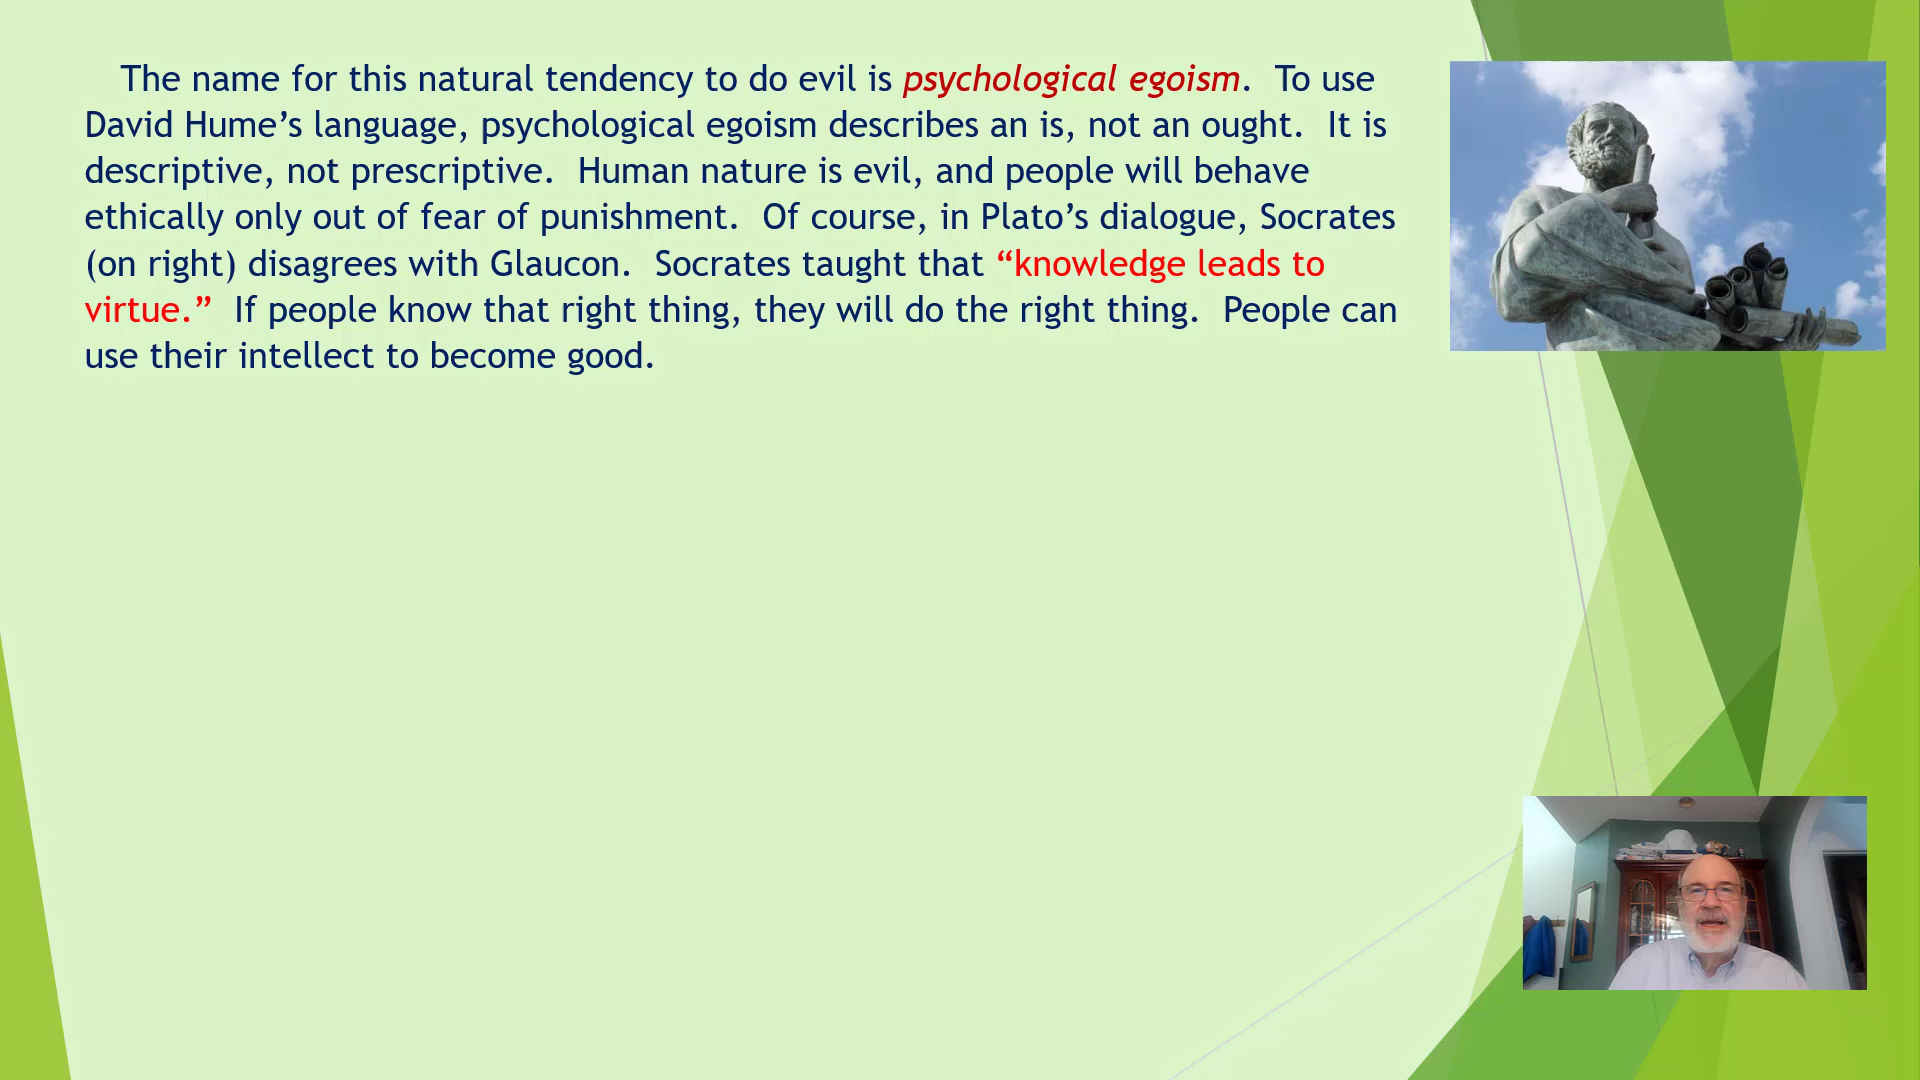 The name for this natural tendency to do evil is psychological egoism. To use
David Hume’s language, psychological egoism describes an is, not an ought. It is
descriptive, not prescriptive. Human nature is evil, and people will behave
ethically only out of fear of punishment. Of course, in Plato’s dialogue, Socrates
(on right) disagrees with Glaucon. Socrates taught that “knowledge leads to
virtue.” If people know that right thing, they will do the right thing. People can
use their intellect to become good.